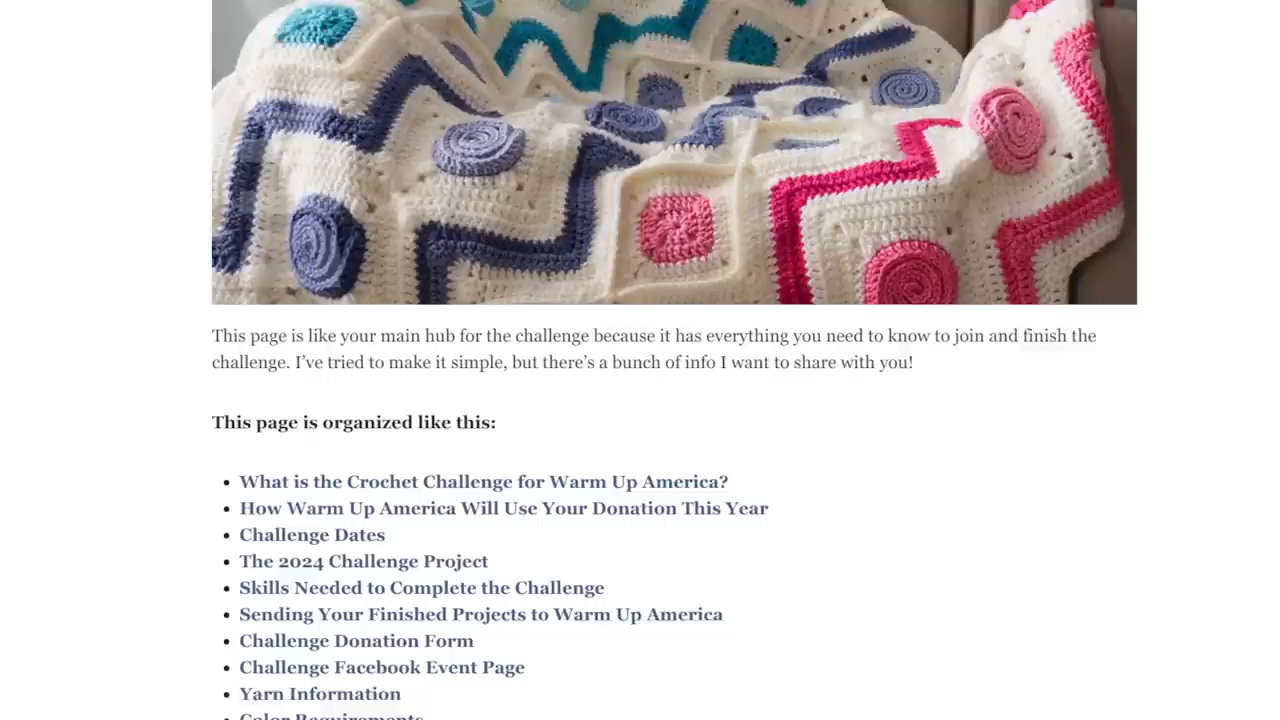 This page is like your main hub for the challenge because it has everything you need to know to join and finish the
challenge. I’ve tried to make it simple, but there’s a bunch of info I want to share with you!
This page is organized like this:
What is the Crochet Challenge for Warm Up America?
How Warm Up America Will Use Your Donation This Year
Challenge Dates
The 2024 Challenge Project
Skills Needed to Complete the Challenge
Sending Your Finished Projects to Warm Up America
Challenge Donation Form
Challenge Facebook Event Page
Yarn Information
Color Requirements